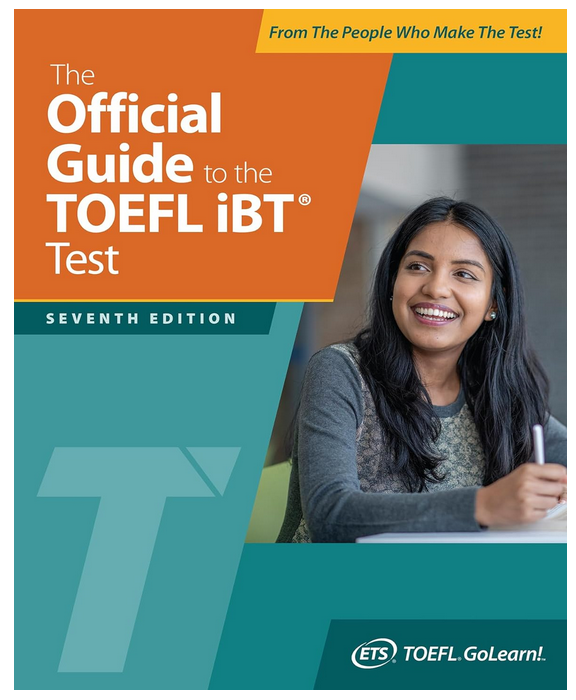 From The People Who Make The Test!
The
Official
Guide to the
TOEFL iBT®
Test
SEVENTH EDITION
ETS® TOEFL® GoLearn!™